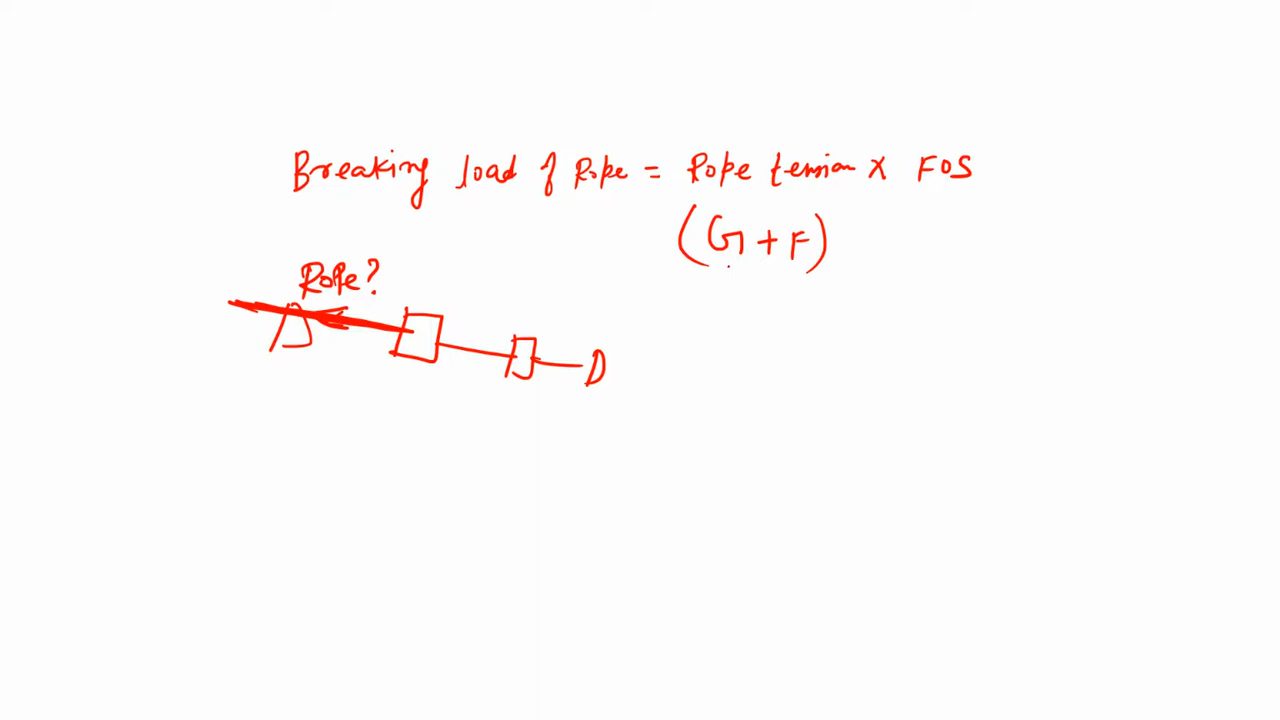 Breaking load of Rope = Rope tension x FOS
(G + F)
Rope?
D